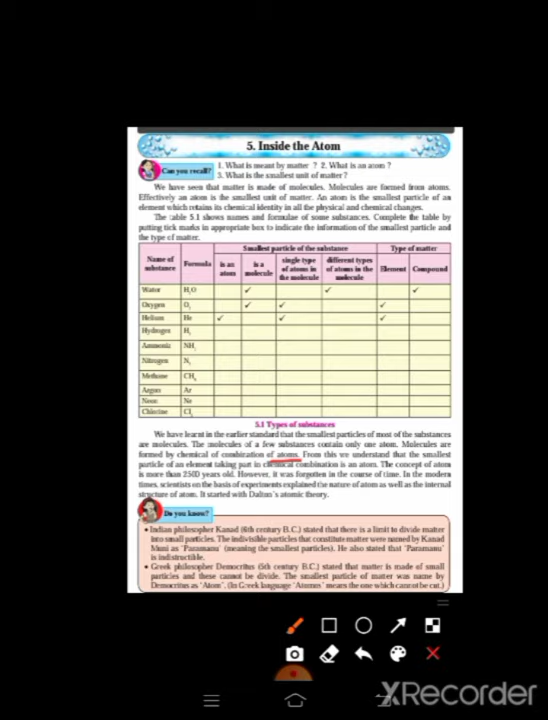 5. Inside the Atom
Can you recall?
1. What is meant by matter ? 2. What is an atom ?
3. What is the smallest unit of matter?
We have seen that matter is made of molecules. Molecules are formed from atoms.
Effectively an atom is the smallest unit of matter. An atom is the smallest particle of an
element which retains its chemical identity in all the physical and chemical changes.
The table 5.1 shows names and formulae of some substances. Complete the table by
putting tick marks in appropriate box to indicate the information of the smallest particle and
the type of matter.
Name of substance Formula Smallest particle of the substance Type of matter
is an atom is a molecule single type of atoms in the molecule different types of atoms in the molecule Element Compound
Water H₂O ✓ ✓ ✓
Oxygen O₂ ✓ ✓ ✓
Helium He ✓ ✓ ✓
Hydrogen H₂
Ammonia NH₃
Nitrogen N₂
Methane CH₄
Argon Ar
Neon Ne
Chlorine Cl₂
5.1 Types of substances
We have learnt in the earlier standard that the smallest particles of most of the substances
are molecules. The molecules of a few substances contain only one atom. Molecules are
formed by chemical of combination of atoms. From this we understand that the smallest
particle of an element taking part in chemical combination is an atom. The concept of atom
is more than 2500 years old. However, it was forgotten in the course of time. In the modern
times, scientists on the basis of experiments explained the nature of atom as well as the internal
structure of atom. It started with Dalton's atomic theory.
Do you know?
• Indian philosopher Kanad (6th century B.C.) stated that there is a limit to divide matter
into small particles. The indivisible particles that constitute matter were named by Kanad
Muni as 'Paramanu' (meaning the smallest particles). He also stated that 'Paramanu'
is indistructible.
• Greek philosopher Democritus (5th century B.C.) stated that matter is made of small
particles and these cannot be divide. The smallest particle of matter was name by
Democritus as 'Atom'. (In Greek language 'Atomos' means the one which cannot be cut.)
XRecorder